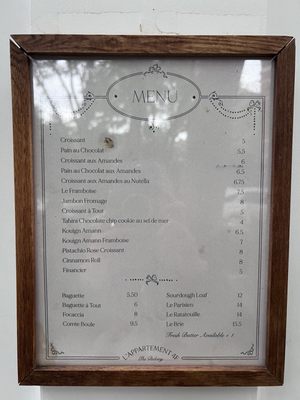 MENU
Croissant 5
Pain au Chocolat 5.5
Croissant aux Amandes 6
Pain au Chocolat aux Amandes 6.5
Croissant aux Amandes au Nutella 6.75
Le Framboise 7.5
Jambon Fromage 8
Croissant à Tout 5
Tahini Chocolate chip cookie au sel de mer 4
Kouign Amann 6.5
Kouign Amann Framboise 7
Pistachio Rose Croissant 8
Cinnamon Roll 8
Financier 5
Baguette 5.50 Sourdough Loaf 12
Baguette à Tout 6 Le Parisien 14
Focaccia 8 Le Ratatouille 14
Comte Boule 9.5 Le Brie 15.5
Fresh Butter Available + 1
L'APPARTEMENT 4F
The Bakery